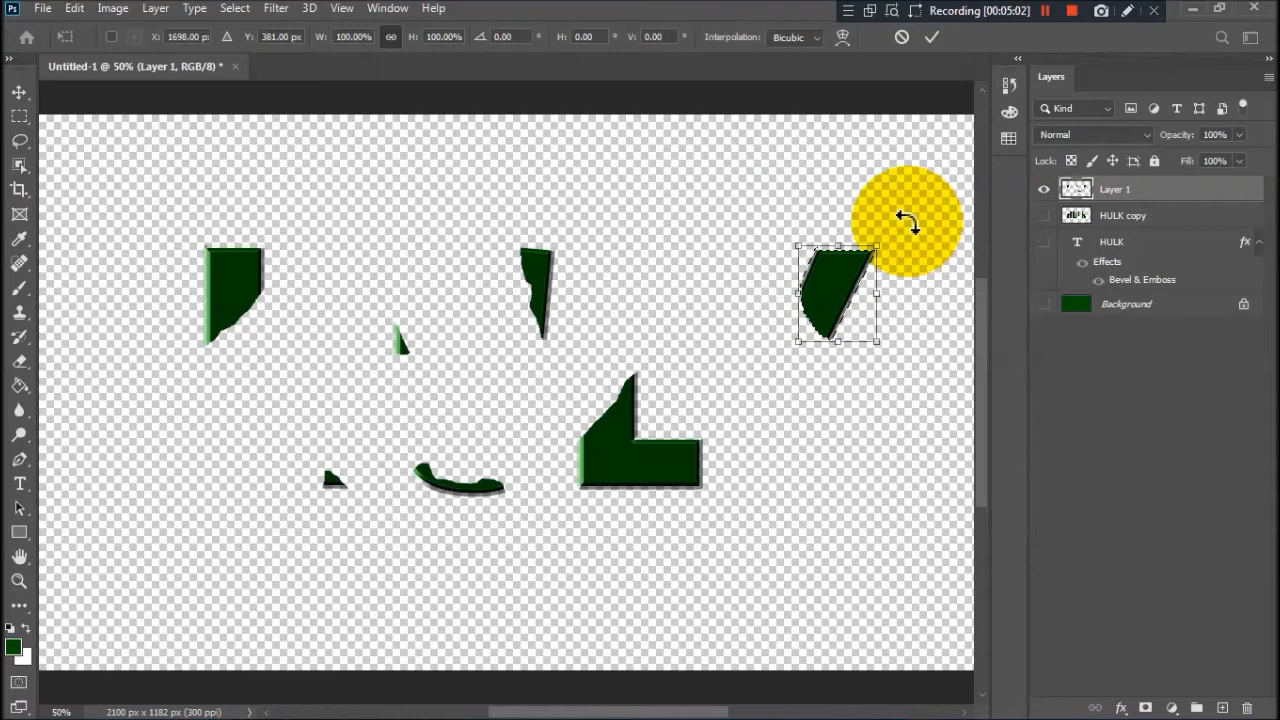 Ps File Edit Image Layer Type Select Filter 3D View Window Help
Recording [00:05:02]
X: 1698.00 px Y: 381.00 px W: 100.00% H: 100.00% 0.00 ° H: 0.00 ° V: 0.00 ° Interpolation: Bicubic
Untitled-1 @ 50% (Layer 1, RGB/8) * ×
Layers
Kind
Normal Opacity: 100%
Lock: Fill: 100%
Layer 1
HULK copy
T HULK fx
Effects
Bevel & Emboss
Background
50% 2100 px x 1182 px (300 ppi)